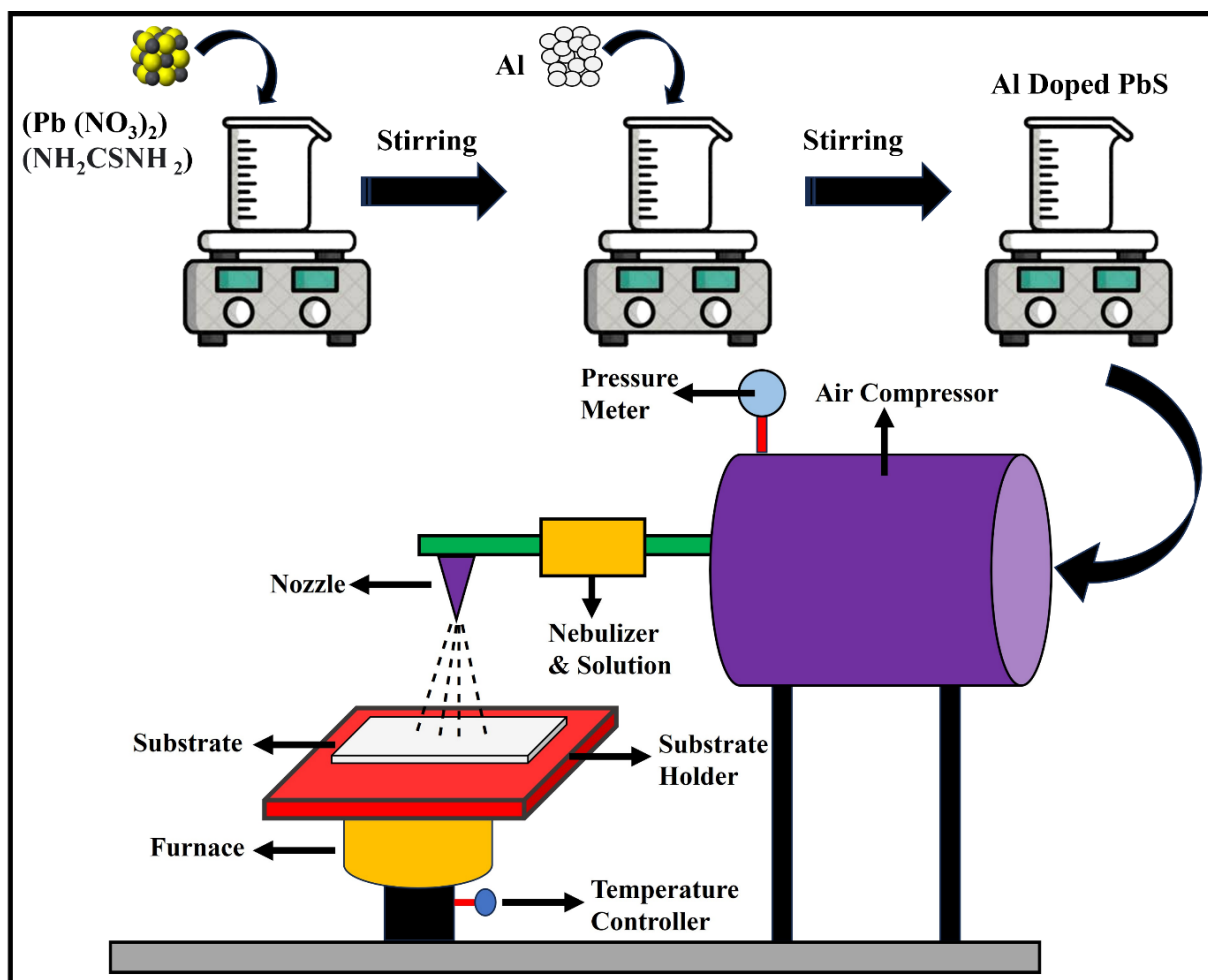 (Pb (NO₃)₂)
(NH₂CSNH ₂)
Stirring
Al
Stirring
Al Doped PbS
Pressure
Meter
Air Compressor
Nozzle
Nebulizer
& Solution
Substrate
Substrate
Holder
Furnace
Temperature
Controller